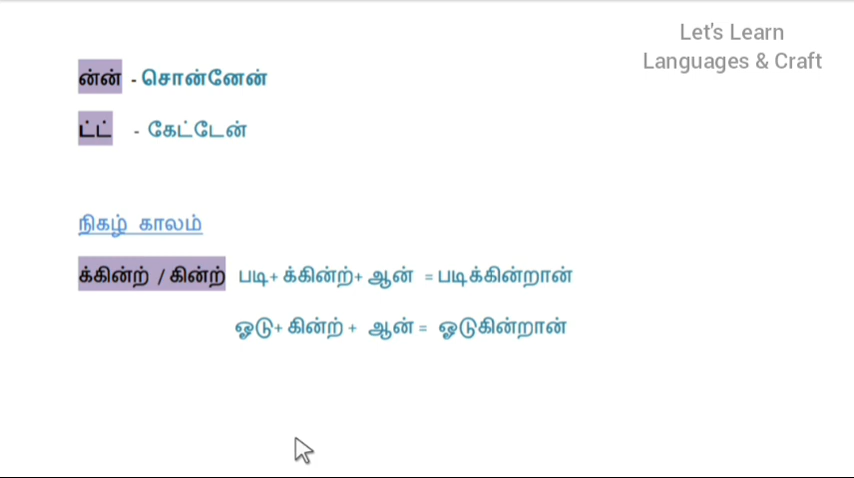 Let's Learn
Languages & Craft
ன்ன் - சொன்னேன்
ட்ட் - கேட்டேன்
நிகழ் காலம்
க்கின்ற் / கின்ற் படி+ க்கின்ற்+ ஆன் = படிக்கின்றான்
ஓடு+ கின்ற் + ஆன் = ஓடுகின்றான்